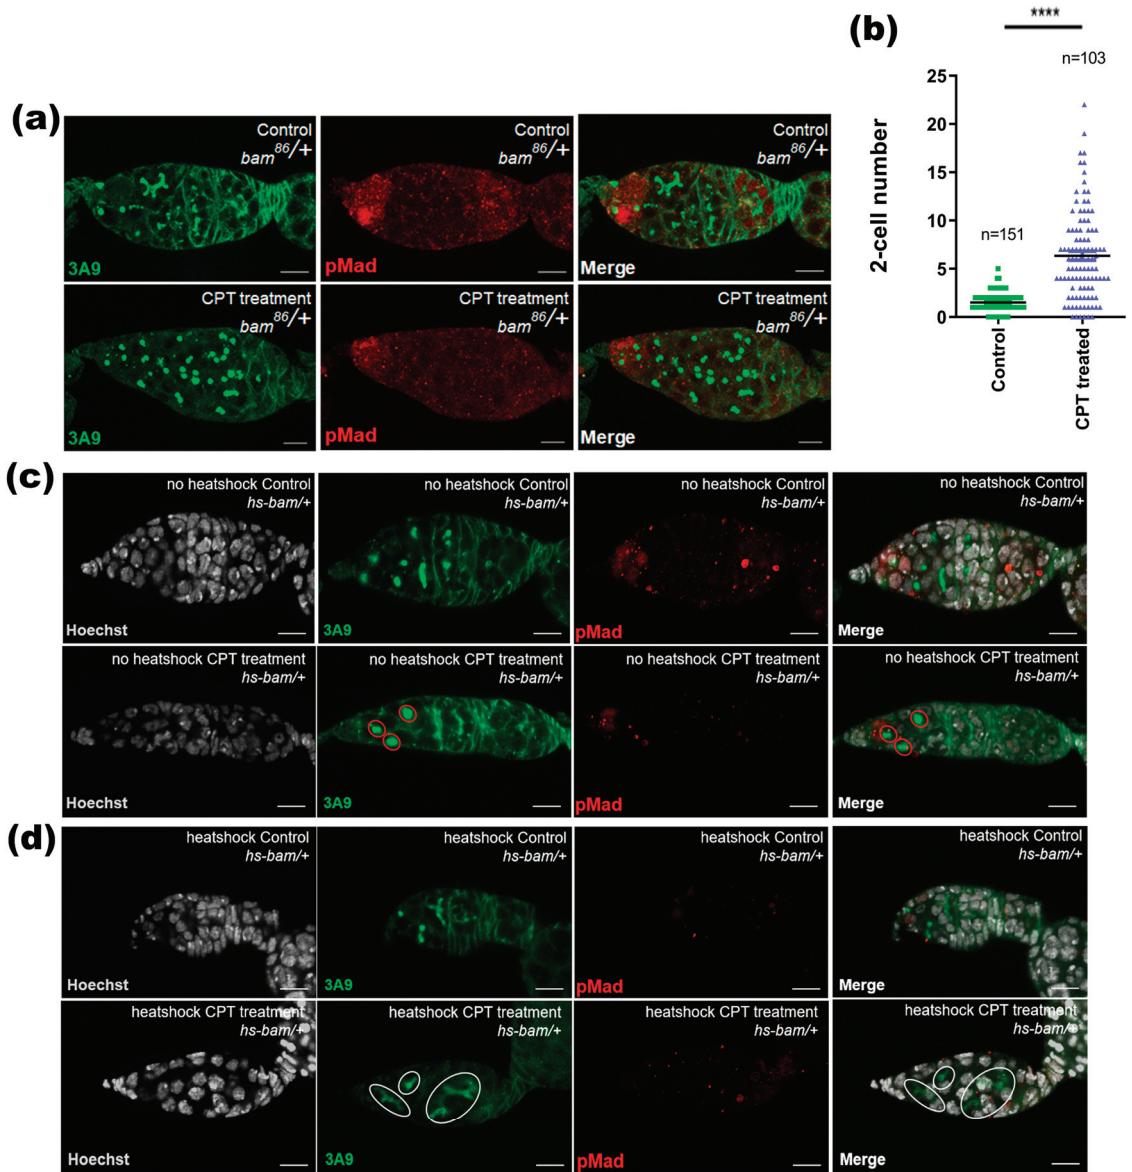 (a)
Control
bam⁸⁶/+
3A9
Control
bam⁸⁶/+
pMad
Control
bam⁸⁶/+
Merge
CPT treatment
bam⁸⁶/+
3A9
CPT treatment
bam⁸⁶/+
pMad
CPT treatment
bam⁸⁶/+
Merge
(b)
****
n=103
n=151
2-cell number
25
20
15
10
5
0
Control
CPT treated
(c)
no heatshock Control
hs-bam/+
Hoechst
no heatshock Control
hs-bam/+
3A9
no heatshock Control
hs-bam/+
pMad
no heatshock Control
hs-bam/+
Merge
no heatshock CPT treatment
hs-bam/+
Hoechst
no heatshock CPT treatment
hs-bam/+
3A9
no heatshock CPT treatment
hs-bam/+
pMad
no heatshock CPT treatment
hs-bam/+
Merge
(d)
heatshock Control
hs-bam/+
Hoechst
heatshock Control
hs-bam/+
3A9
heatshock Control
hs-bam/+
pMad
heatshock Control
hs-bam/+
Merge
heatshock CPT treatment
hs-bam/+
Hoechst
heatshock CPT treatment
hs-bam/+
3A9
heatshock CPT treatment
hs-bam/+
pMad
heatshock CPT treatment
hs-bam/+
Merge